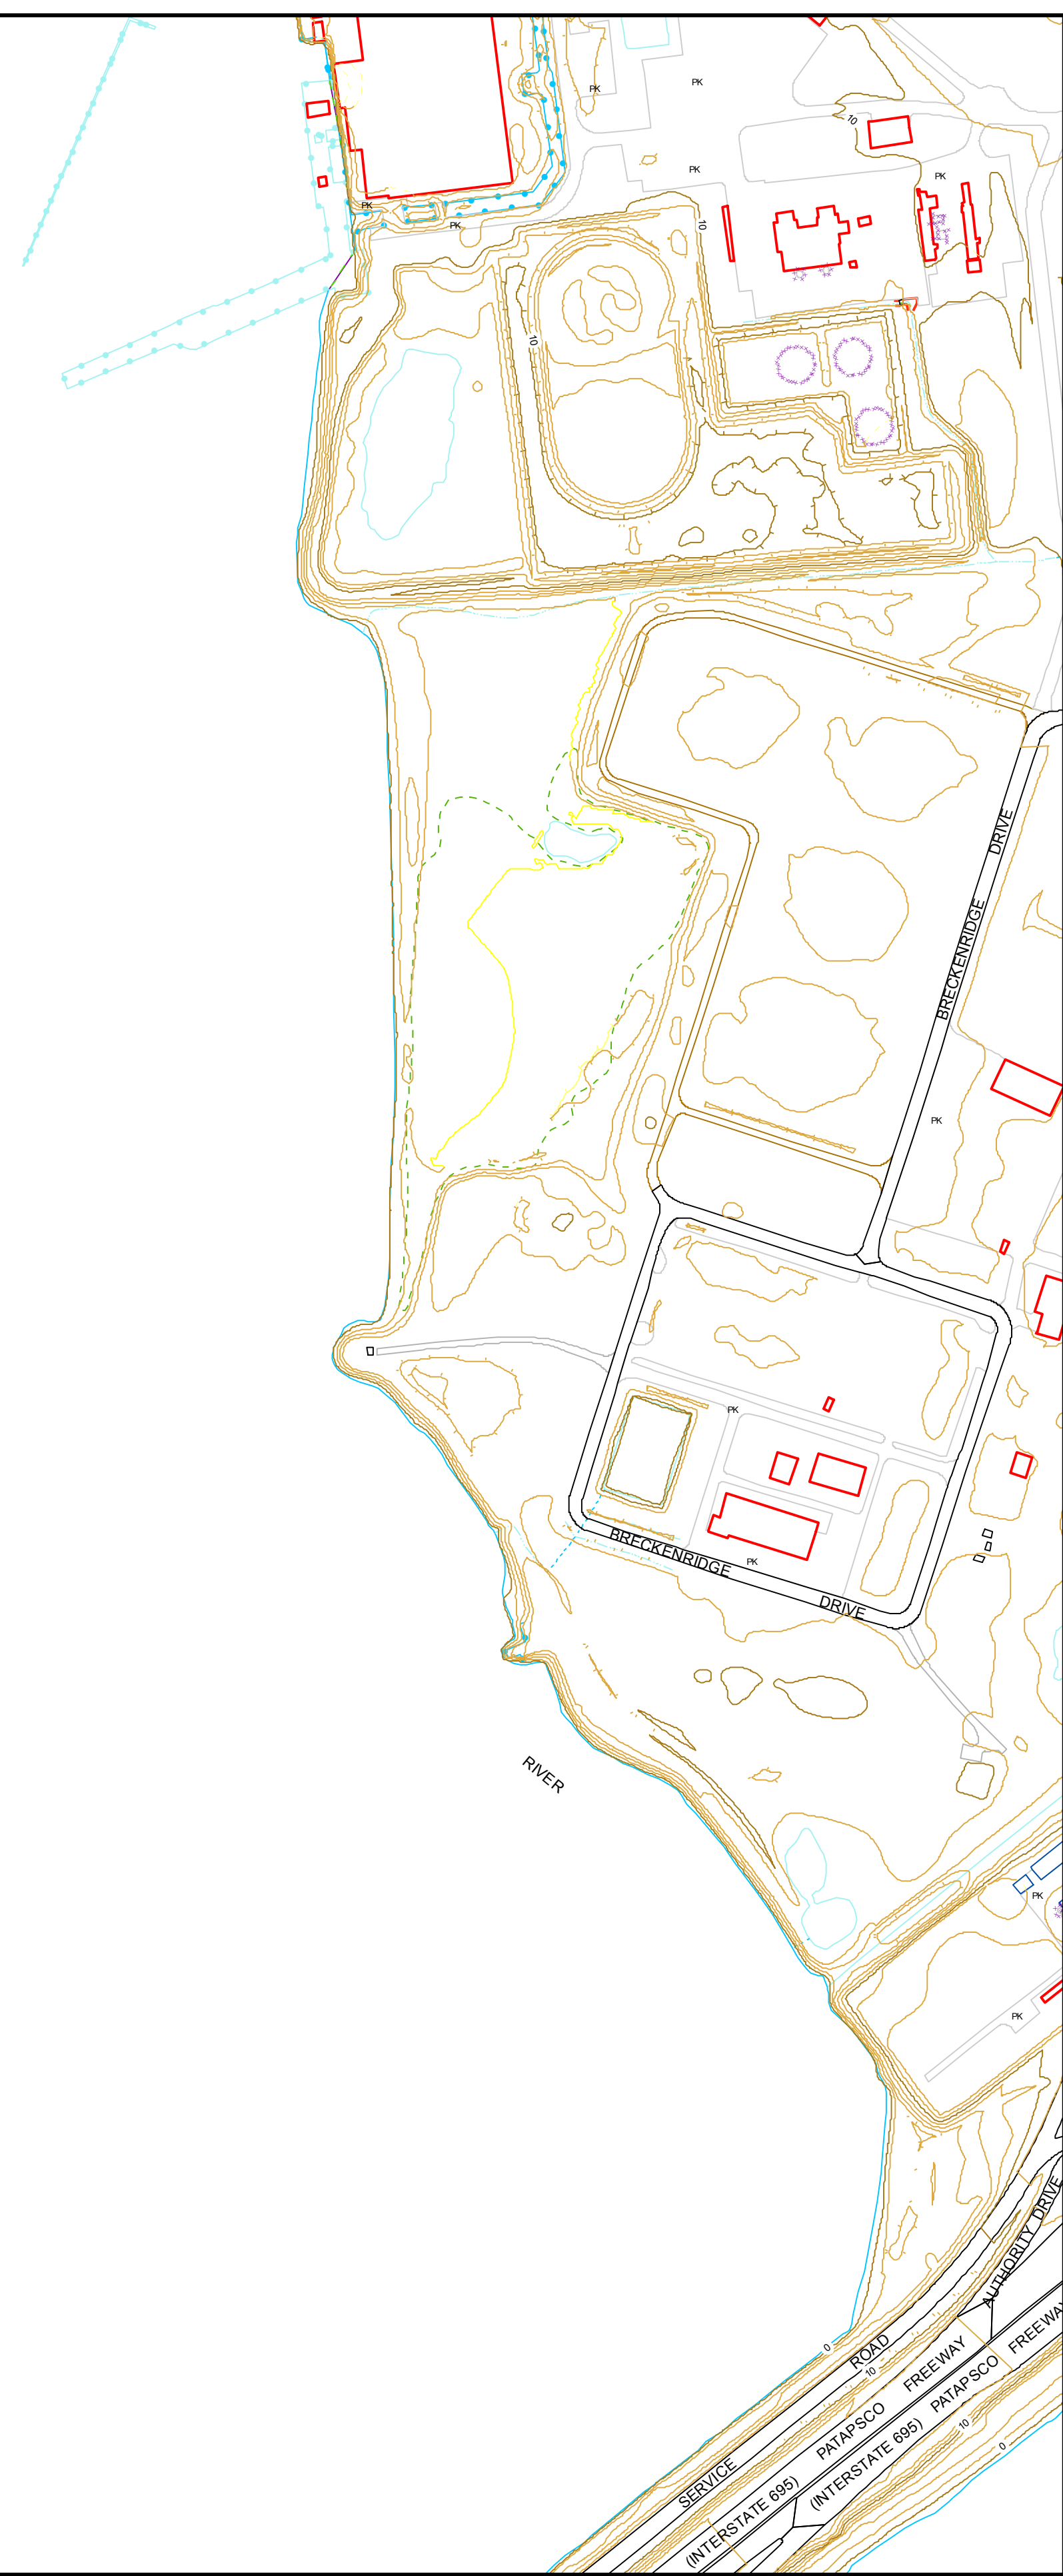 PK
PK
10
PK
PK
PK
PK
10
10
BRECKENRIDGE DRIVE
PK
PK
BRECKENRIDGE DRIVE
PK
RIVER
PK
PK
AUTHORITY DRIVE
0
SERVICE ROAD
10
PATAPSCO FREEWAY
(INTERSTATE 695)
PATAPSCO FREEWAY
(INTERSTATE 695)
10
0